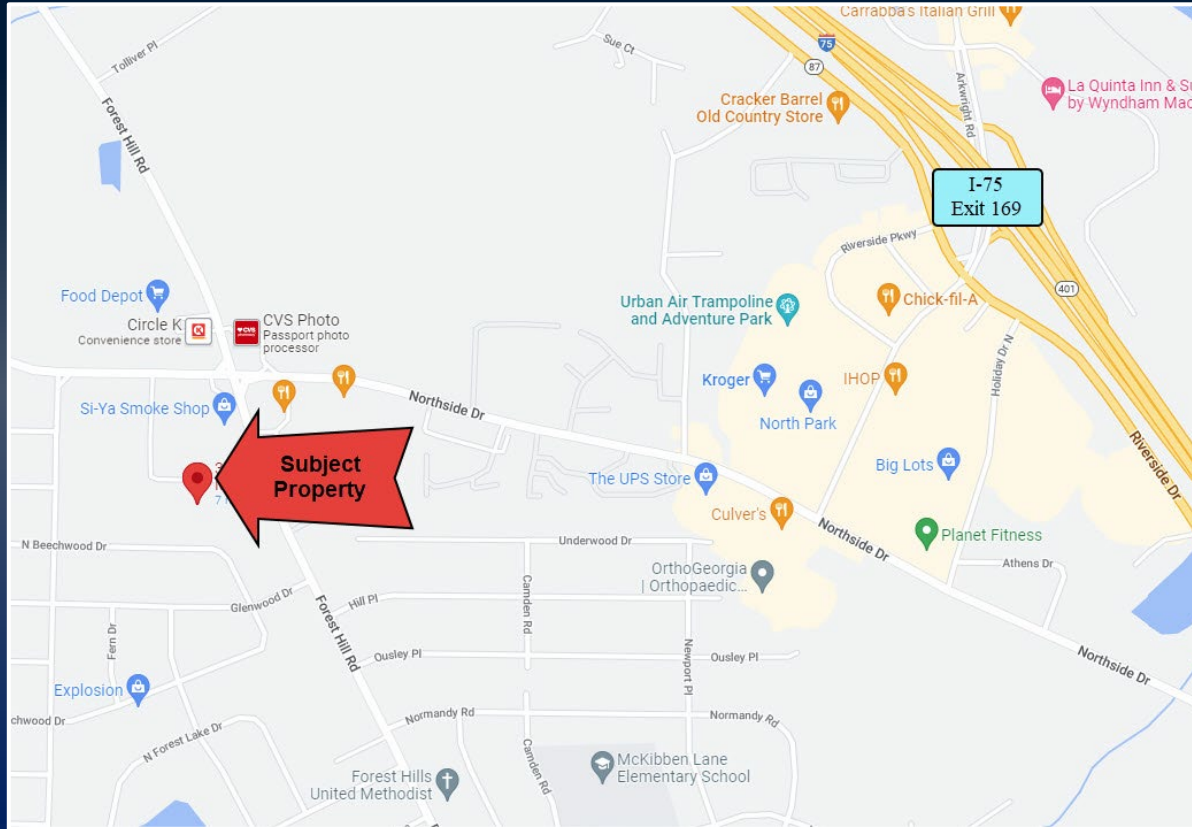 Carrabba's Italian Grill
Tolliver Pl
Sue Ct
75
87
Arkwright Rd
La Quinta Inn & Su
by Wyndham Mac
Cracker Barrel
Old Country Store
Forest Hill Rd
I-75
Exit 169
Riverside Pkwy
401
Food Depot
Urban Air Trampoline
and Adventure Park
Chick-fil-A
Circle K
Convenience store
CVS Photo
Passport photo
processor
Holiday Dr N
Kroger
IHOP
Northside Dr
North Park
Si-Ya Smoke Shop
Riverside Dr
Subject
Property
Big Lots
The UPS Store
Culver's
Northside Dr
Planet Fitness
N Beechwood Dr
Underwood Dr
Athens Dr
OrthoGeorgia
| Orthopaedic...
Glenwood Dr
Hill Pl
Camden Rd
Forest Hill Rd
Fern Dr
Ousley Pl
Newport Pl
Ousley Pl
Northside Dr
Explosion
chwood Dr
Normandy Rd
Normandy Rd
N Forest Lake Dr
Camden Rd
McKibben Lane
Elementary School
Forest Hills
United Methodist